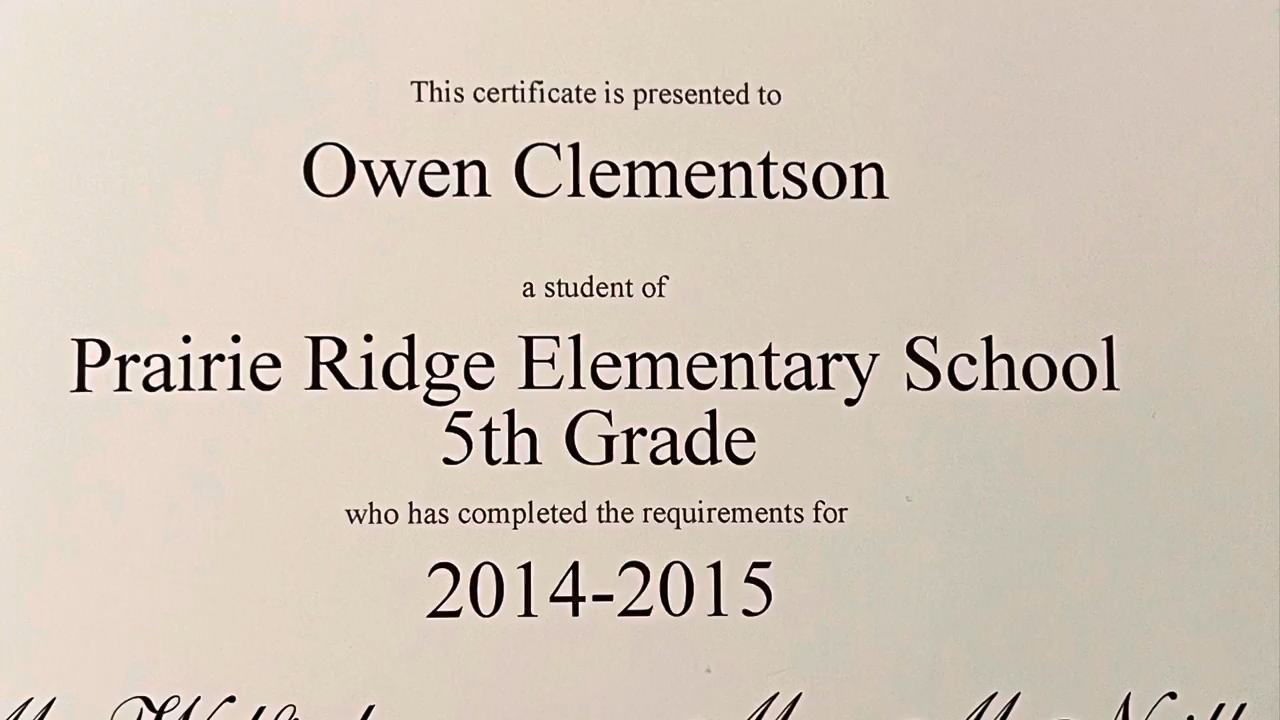 This certificate is presented to
Owen Clementson
a student of
Prairie Ridge Elementary School
5th Grade
who has completed the requirements for
2014-2015